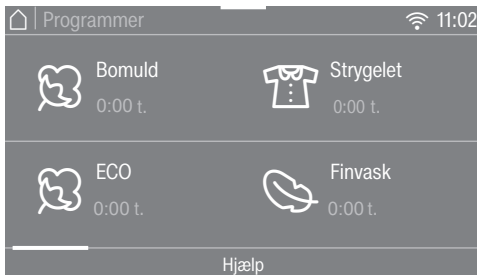 Programmer 11:02
Bomuld
0:00 t.
Strygelet
0:00 t.
ECO
0:00 t.
Finvask
0:00 t.
Hjælp